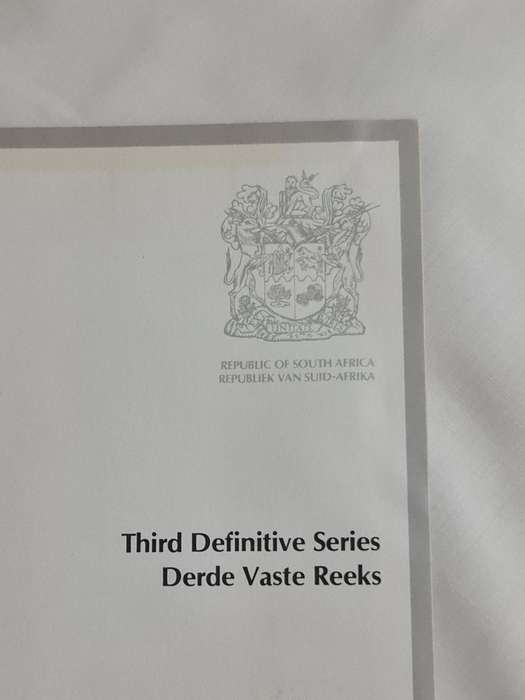 REPUBLIC OF SOUTH AFRICA
REPUBLIEK VAN SUID-AFRIKA
Third Definitive Series
Derde Vaste Reeks